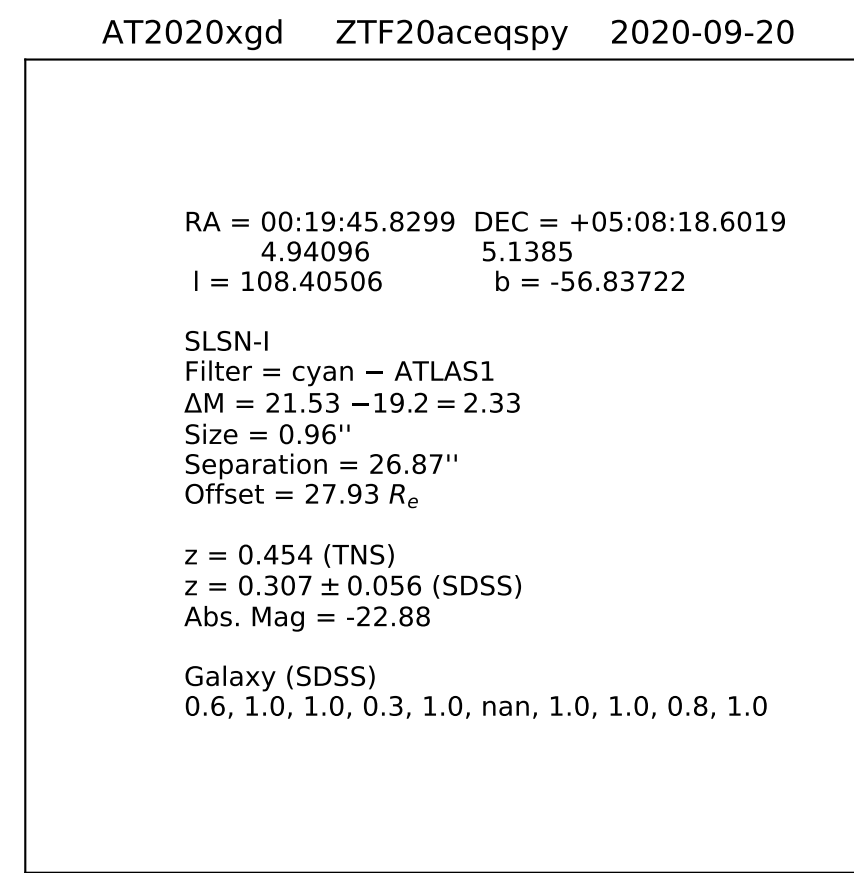 AT2020xgd ZTF20aceqspy 2020-09-20
RA = 00:19:45.8299 DEC = +05:08:18.6019
4.94096 5.1385
l = 108.40506 b = -56.83722
SLSN-I
Filter = cyan − ATLAS1
ΔM = 21.53 −19.2 = 2.33
Size = 0.96''
Separation = 26.87''
Offset = 27.93 Rₑ
z = 0.454 (TNS)
z = 0.307 ± 0.056 (SDSS)
Abs. Mag = -22.88
Galaxy (SDSS)
0.6, 1.0, 1.0, 0.3, 1.0, nan, 1.0, 1.0, 0.8, 1.0